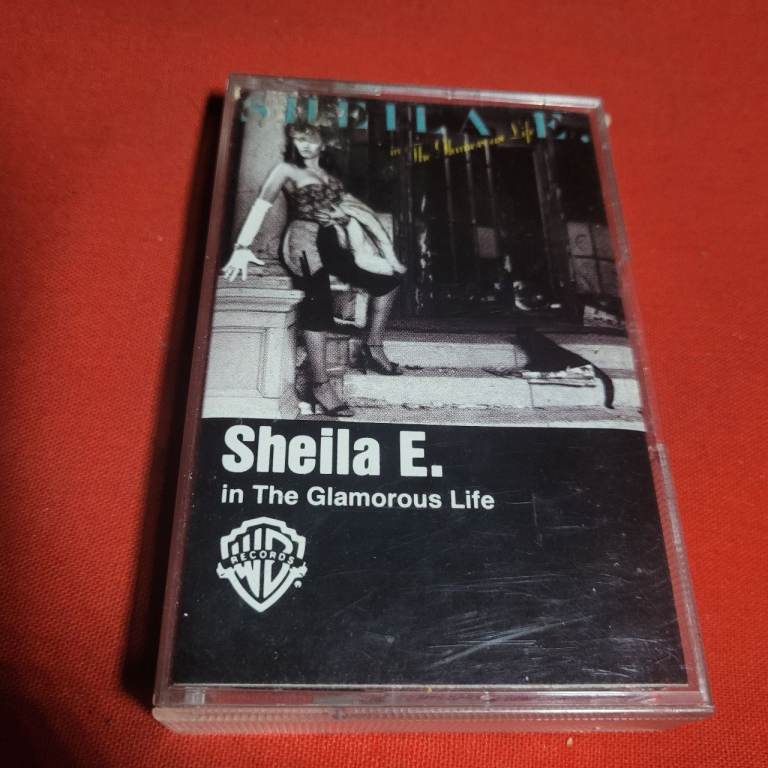 SHEILA E.
in The Glamorous Life
Sheila E.
in The Glamorous Life
WB
RECORDS